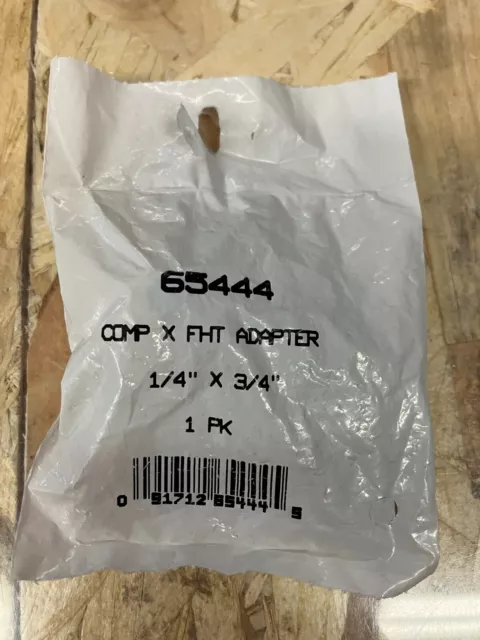 65444
COMP X FHT ADAPTER
1/4" X 3/4"
1 PK
0 91712 65444 5